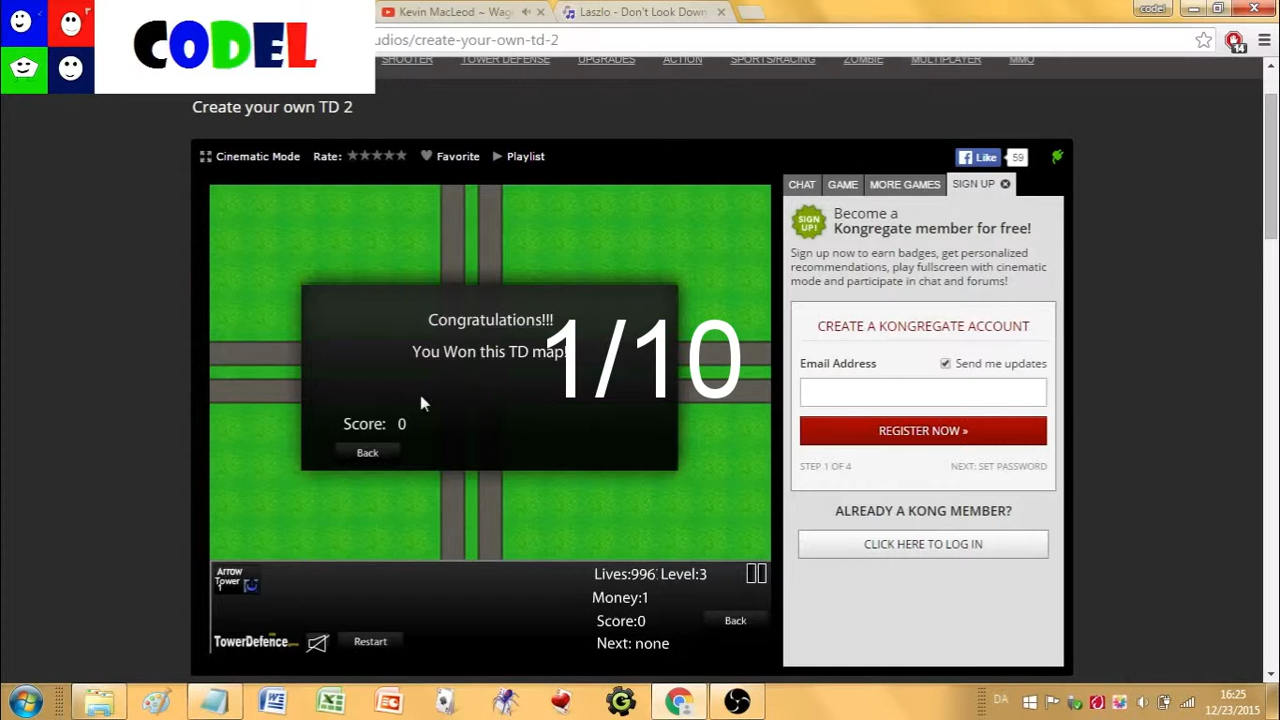 CODEL
Kevin MacLeod ~ Wag
Laszlo - Don't Look Down
codel
udios/create-your-own-td-2
14
SHOOTER TOWER DEFENSE UPGRADES ACTION SPORTS/RACING ZOMBIE MULTIPLAYER MMO
Create your own TD 2
Cinematic Mode Rate: Favorite Playlist
Like 59
CHAT GAME MORE GAMES SIGN UP
SIGN UP!
Become a
Kongregate member for free!
Sign up now to earn badges, get personalized
recommendations, play fullscreen with cinematic
mode and participate in chat and forums!
CREATE A KONGREGATE ACCOUNT
Email Address Send me updates
REGISTER NOW »
STEP 1 OF 4 NEXT: SET PASSWORD
ALREADY A KONG MEMBER?
CLICK HERE TO LOG IN
Congratulations!!!
You Won this TD map!
1/10
Score: 0
Back
Arrow
Tower
1
Lives:996 Level:3
Money:1
Score:0
Back
Next: none
TowerDefence
Restart
DA
16:25
12/23/2015